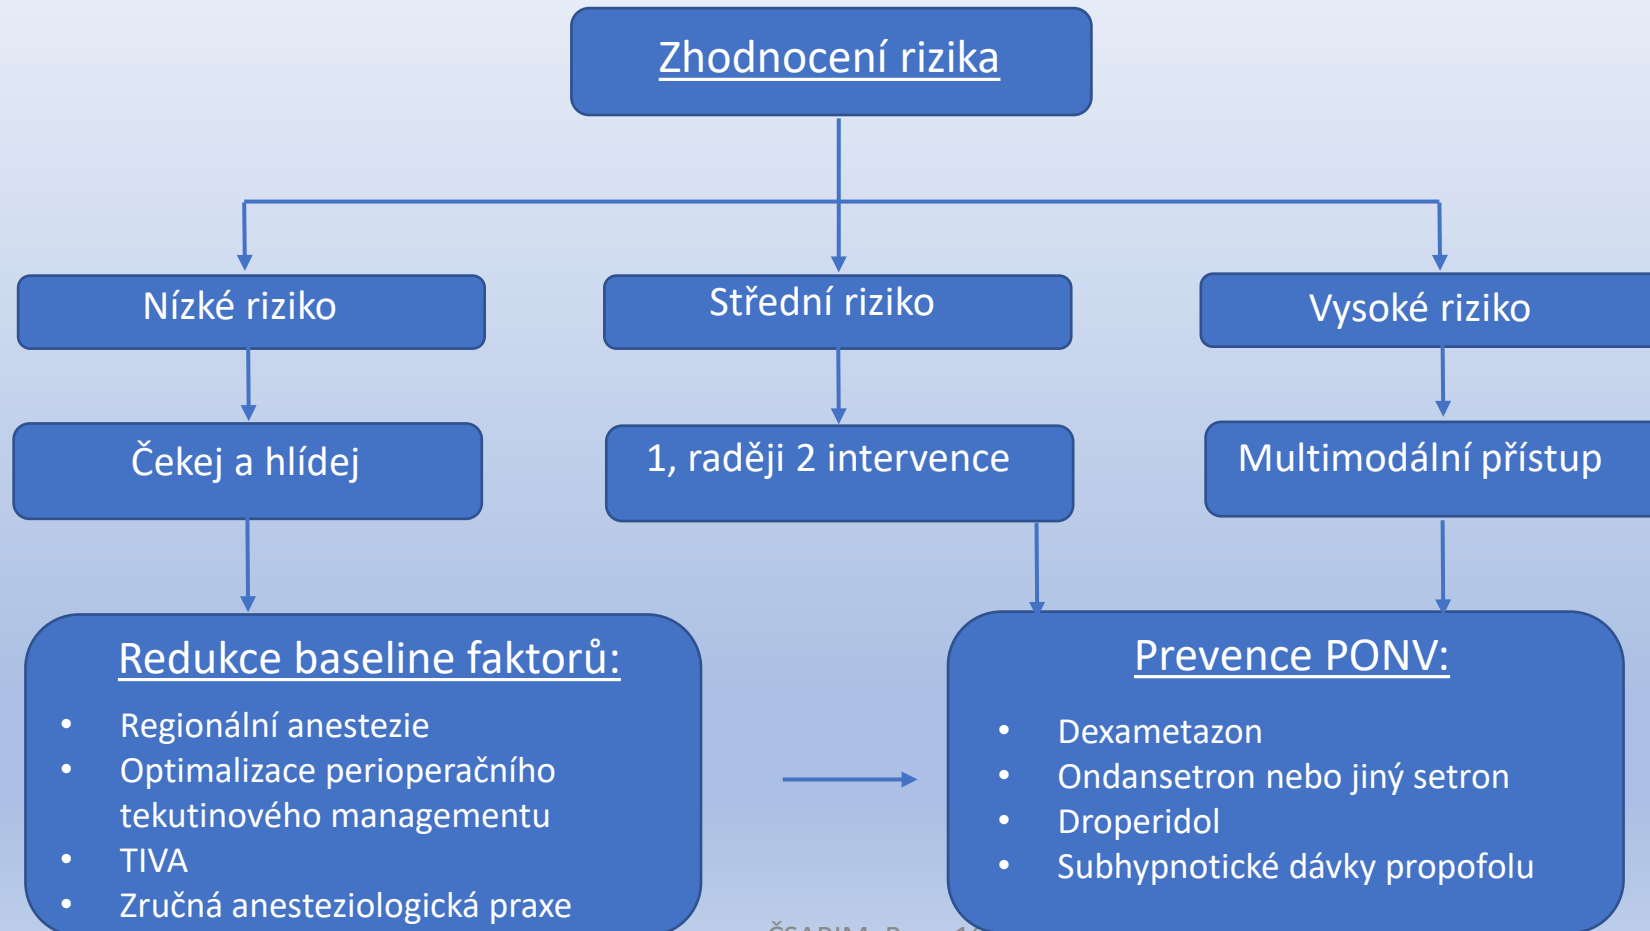 Zhodnocení rizika
Nízké riziko
Střední riziko
Vysoké riziko
Čekej a hlídej
1, raději 2 intervence
Multimodální přístup
Redukce baseline faktorů:
• Regionální anestezie
• Optimalizace perioperačního
tekutinového managementu
• TIVA
• Zručná anesteziologická praxe
Prevence PONV:
• Dexametazon
• Ondansetron nebo jiný setron
• Droperidol
• Subhypnotické dávky propofolu